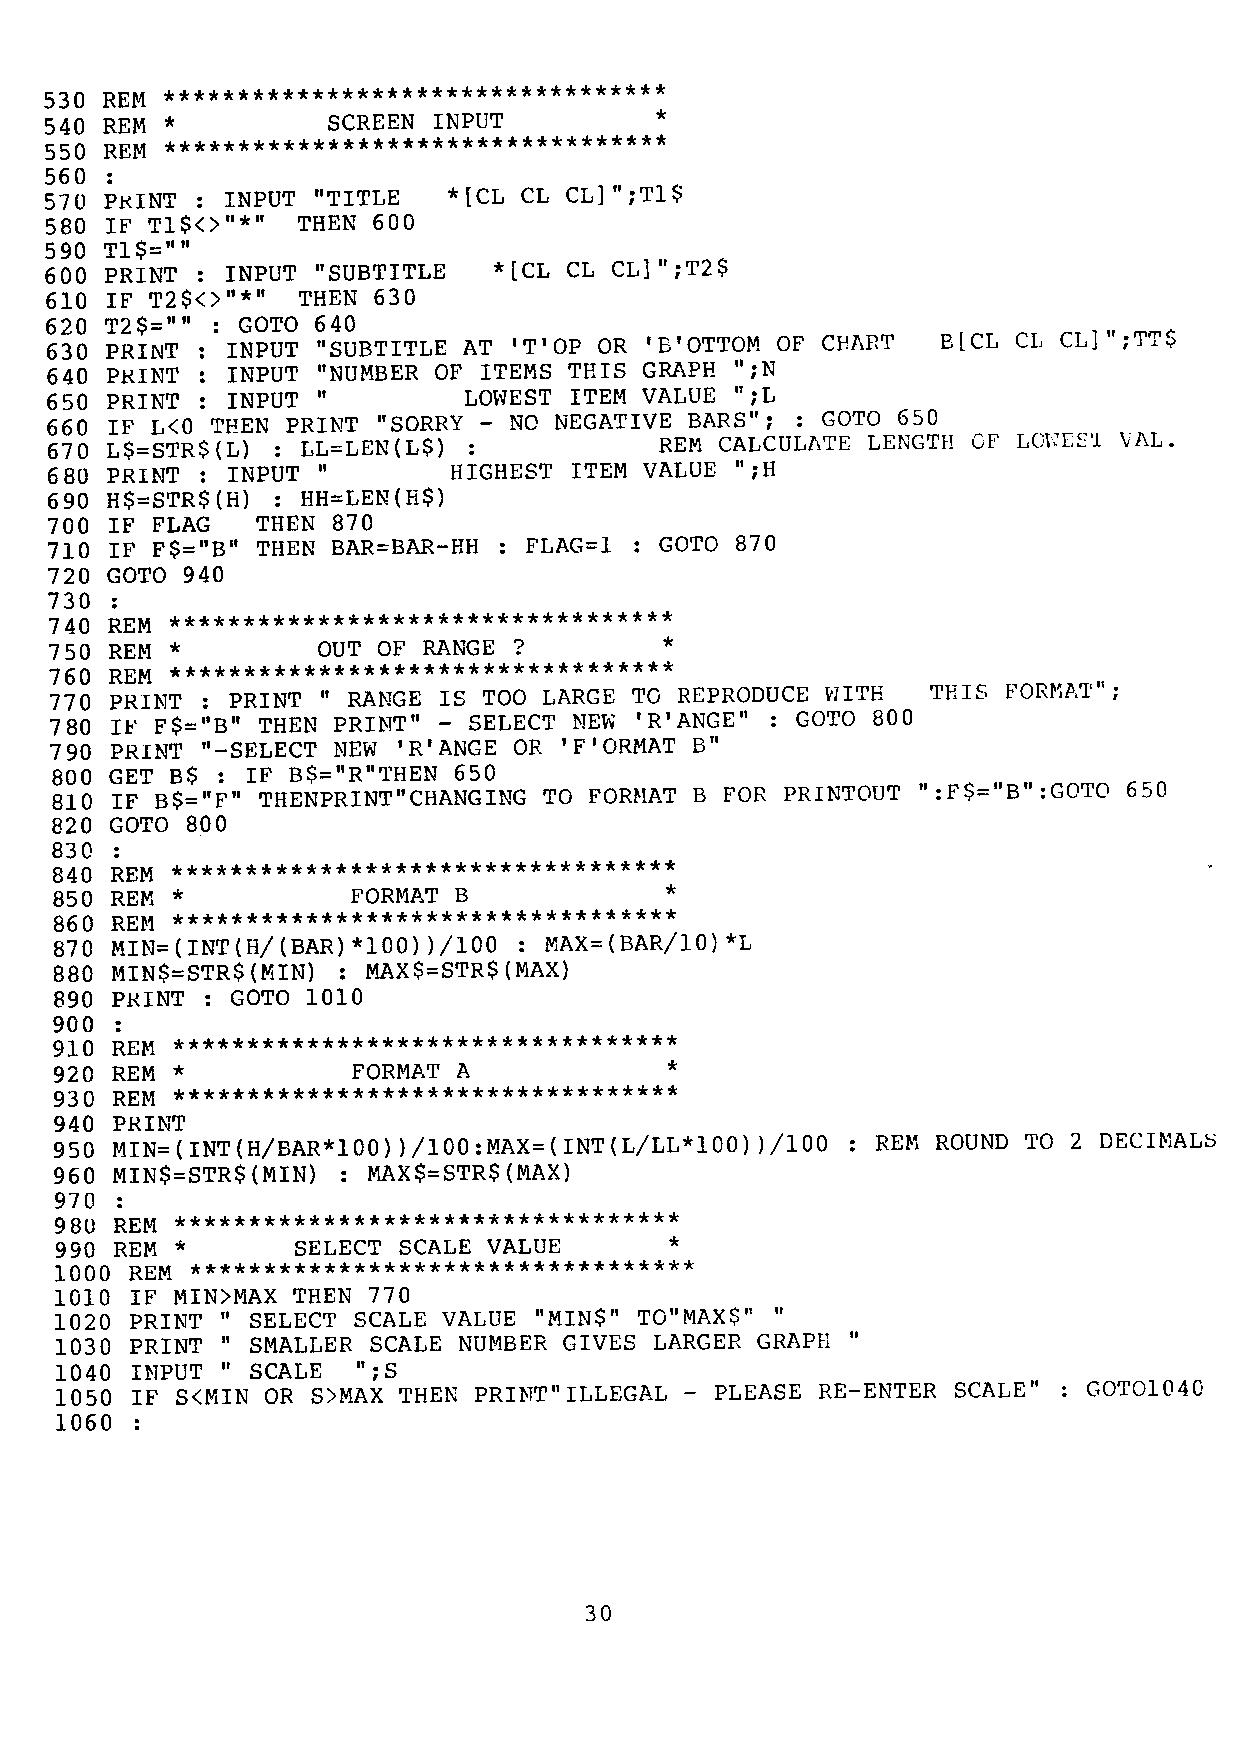 530 REM **********************************
540 REM *          SCREEN INPUT          *
550 REM **********************************
560 :
570 PRINT : INPUT "TITLE   *[CL CL CL]";T1$
580 IF T1$<>"*"  THEN 600
590 T1$=""
600 PRINT : INPUT "SUBTITLE   *[CL CL CL]";T2$
610 IF T2$<>"*"  THEN 630
620 T2$="" : GOTO 640
630 PRINT : INPUT "SUBTITLE AT 'T'OP OR 'B'OTTOM OF CHART   B[CL CL CL]";TT$
640 PRINT : INPUT "NUMBER OF ITEMS THIS GRAPH ";N
650 PRINT : INPUT "         LOWEST ITEM VALUE ";L
660 IF L<0 THEN PRINT "SORRY - NO NEGATIVE BARS"; : GOTO 650
670 L$=STR$(L) : LL=LEN(L$) :            REM CALCULATE LENGTH OF LOWEST VAL.
680 PRINT : INPUT "        HIGHEST ITEM VALUE ";H
690 H$=STR$(H) : HH=LEN(H$)
700 IF FLAG   THEN 870
710 IF F$="B" THEN BAR=BAR-HH : FLAG=1 : GOTO 870
720 GOTO 940
730 :
740 REM **********************************
750 REM *         OUT OF RANGE ?         *
760 REM **********************************
770 PRINT : PRINT " RANGE IS TOO LARGE TO REPRODUCE WITH   THIS FORMAT";
780 IF F$="B" THEN PRINT" - SELECT NEW 'R'ANGE" : GOTO 800
790 PRINT "-SELECT NEW 'R'ANGE OR 'F'ORMAT B"
800 GET B$ : IF B$="R"THEN 650
810 IF B$="F" THENPRINT"CHANGING TO FORMAT B FOR PRINTOUT ":F$="B":GOTO 650
820 GOTO 800
830 :
840 REM **********************************
850 REM *           FORMAT B             *
860 REM **********************************
870 MIN=(INT(H/(BAR)*100))/100 : MAX=(BAR/10)*L
880 MIN$=STR$(MIN) : MAX$=STR$(MAX)
890 PRINT : GOTO 1010
900 :
910 REM **********************************
920 REM *           FORMAT A             *
930 REM **********************************
940 PRINT
950 MIN=(INT(H/BAR*100))/100:MAX=(INT(L/LL*100))/100 : REM ROUND TO 2 DECIMALS
960 MIN$=STR$(MIN) : MAX$=STR$(MAX)
970 :
980 REM **********************************
990 REM *       SELECT SCALE VALUE       *
1000 REM **********************************
1010 IF MIN>MAX THEN 770
1020 PRINT " SELECT SCALE VALUE "MIN$" TO"MAX$" "
1030 PRINT " SMALLER SCALE NUMBER GIVES LARGER GRAPH "
1040 INPUT " SCALE  ";S
1050 IF S<MIN OR S>MAX THEN PRINT"ILLEGAL - PLEASE RE-ENTER SCALE" : GOTO1040
1060 :
30